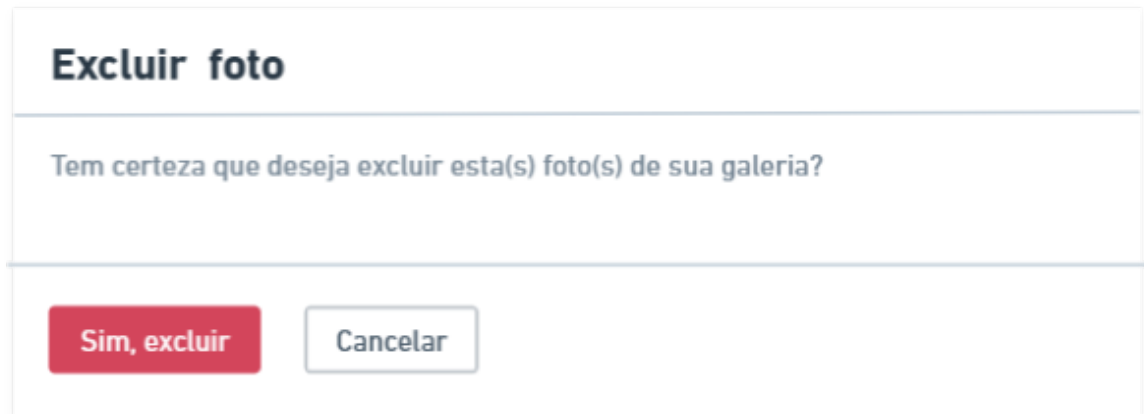 Excluir foto
Tem certeza que deseja excluir esta(s) foto(s) de sua galeria?
Sim, excluir
Cancelar